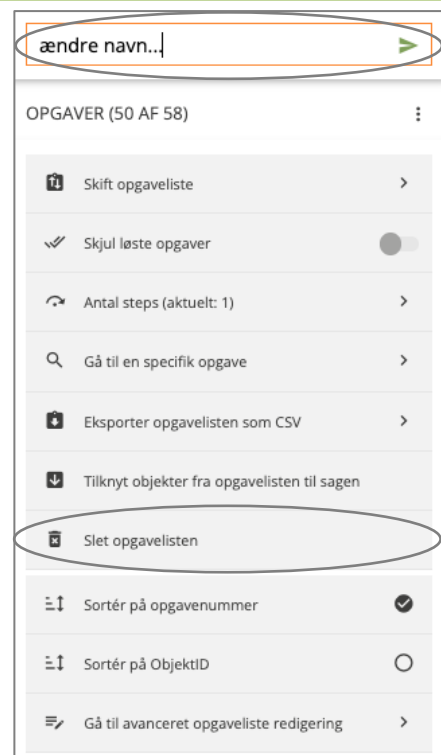 ændre navn...
OPGAVER (50 AF 58)
Skift opgaveliste
Skjul løste opgaver
Antal steps (aktuelt: 1)
Gå til en specifik opgave
Eksporter opgavelisten som CSV
Tilknyt objekter fra opgavelisten til sagen
Slet opgavelisten
Sortér på opgavenummer
Sortér på ObjektID
Gå til avanceret opgaveliste redigering